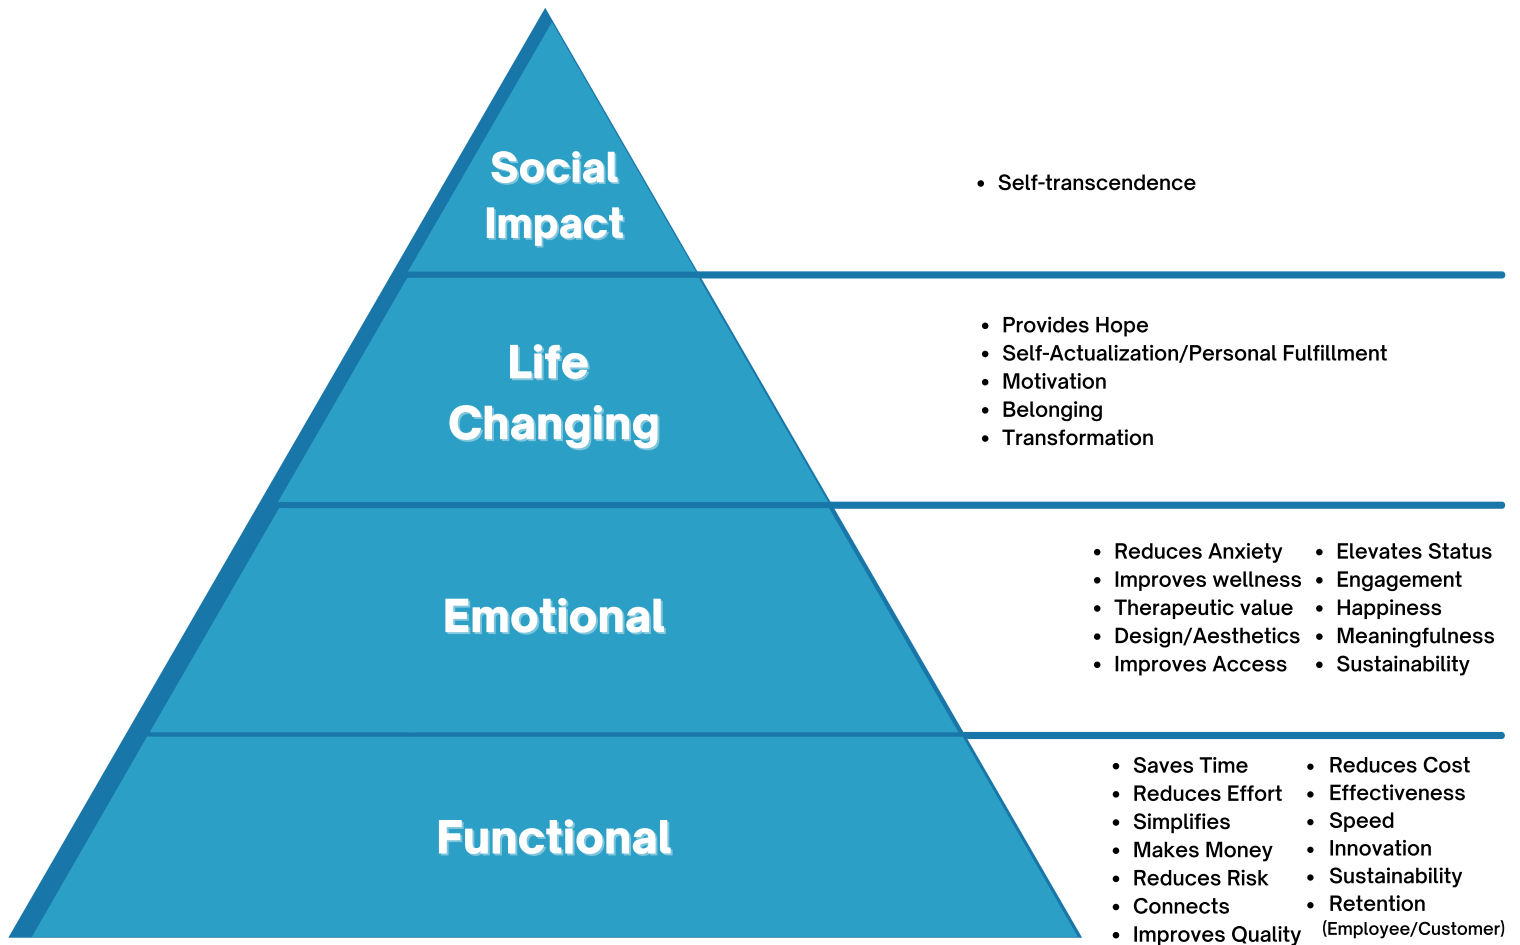 Social
Impact
• Self-transcendence
Life
Changing
• Provides Hope
• Self-Actualization/Personal Fulfillment
• Motivation
• Belonging
• Transformation
Emotional
• Reduces Anxiety
• Improves wellness
• Therapeutic value
• Design/Aesthetics
• Improves Access
• Elevates Status
• Engagement
• Happiness
• Meaningfulness
• Sustainability
Functional
• Saves Time
• Reduces Effort
• Simplifies
• Makes Money
• Reduces Risk
• Connects
• Improves Quality
• Reduces Cost
• Effectiveness
• Speed
• Innovation
• Sustainability
• Retention
(Employee/Customer)